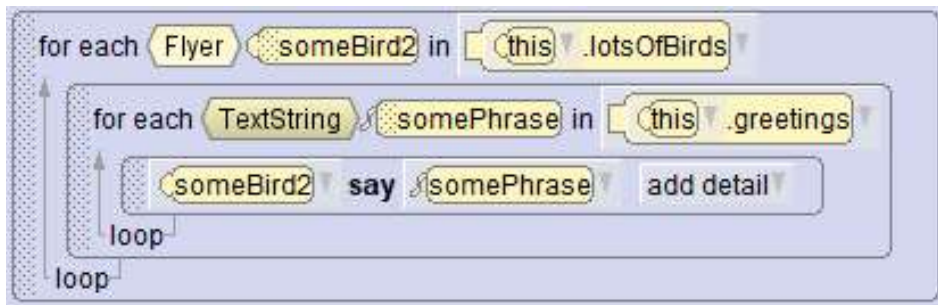 for each Flyer someBird2 in this .lotsOfBirds
for each TextString somePhrase in this .greetings
someBird2 say somePhrase add detail
loop
loop